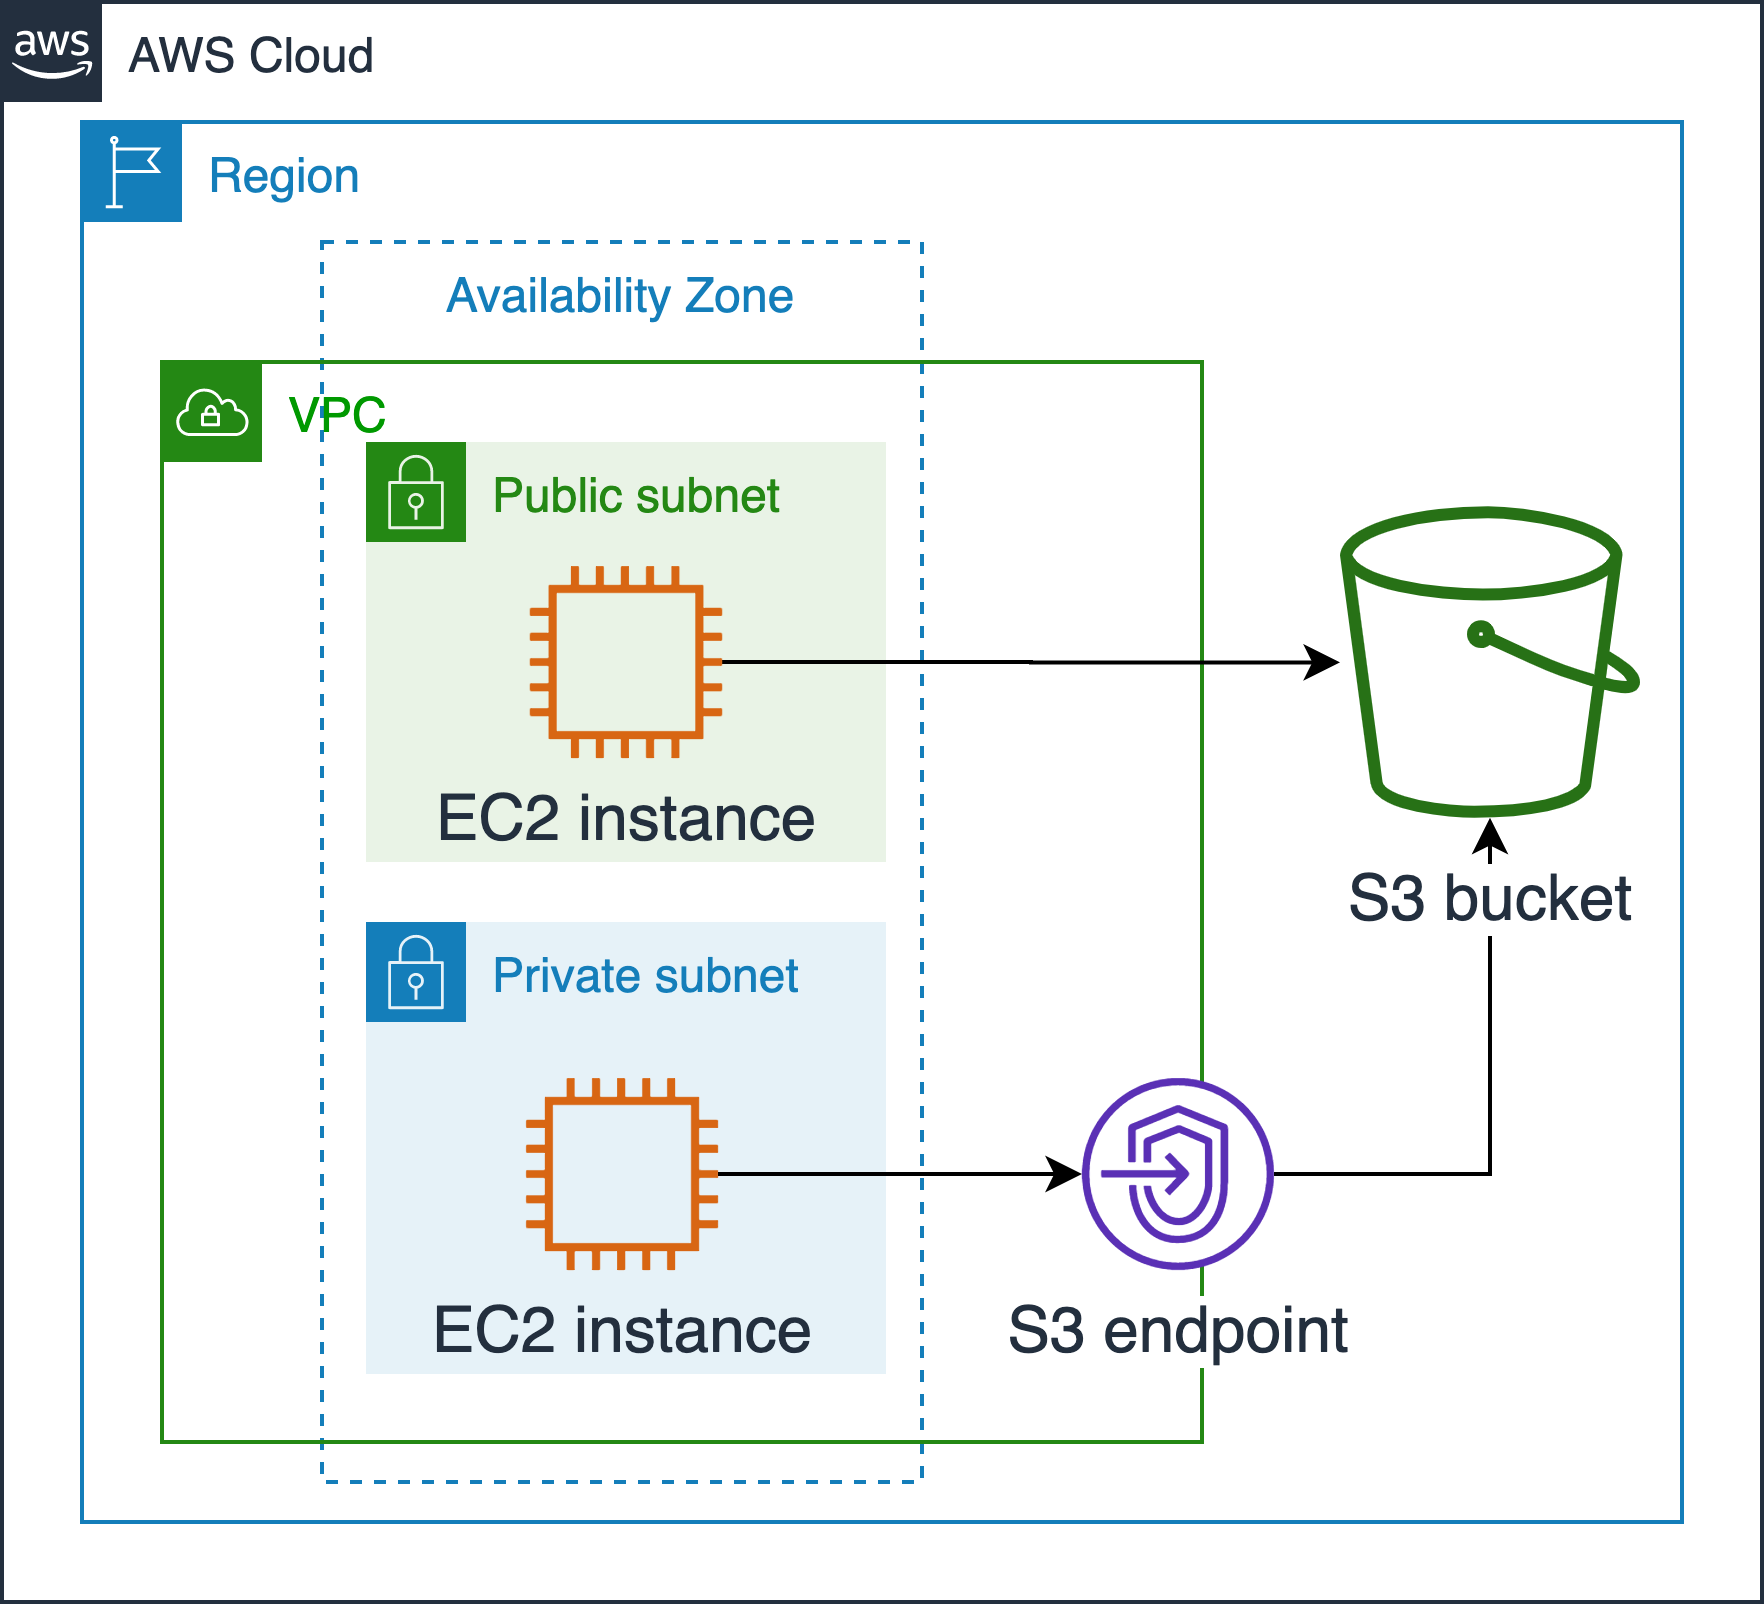 aws
AWS Cloud
Region
Availability Zone
VPC
Public subnet
EC2 instance
S3 bucket
Private subnet
EC2 instance
S3 endpoint